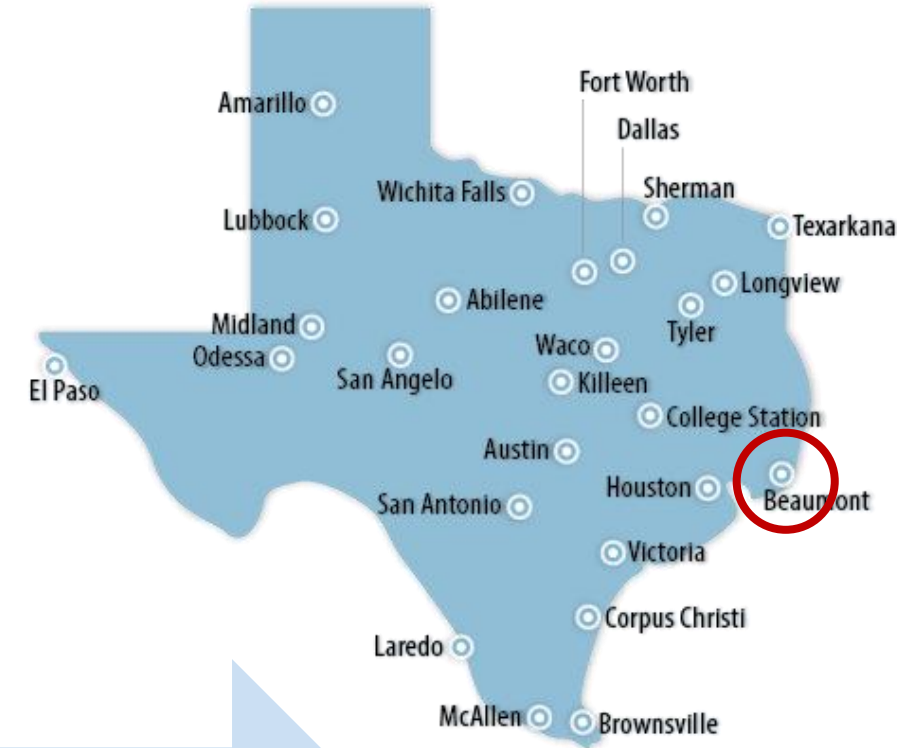 Fort Worth
Amarillo
Dallas
Wichita Falls
Sherman
Lubbock
Texarkana
Longview
Abilene
Midland
Tyler
Waco
Odessa
San Angelo
Killeen
El Paso
College Station
Austin
Houston
Beaumont
San Antonio
Victoria
Corpus Christi
Laredo
McAllen
Brownsville